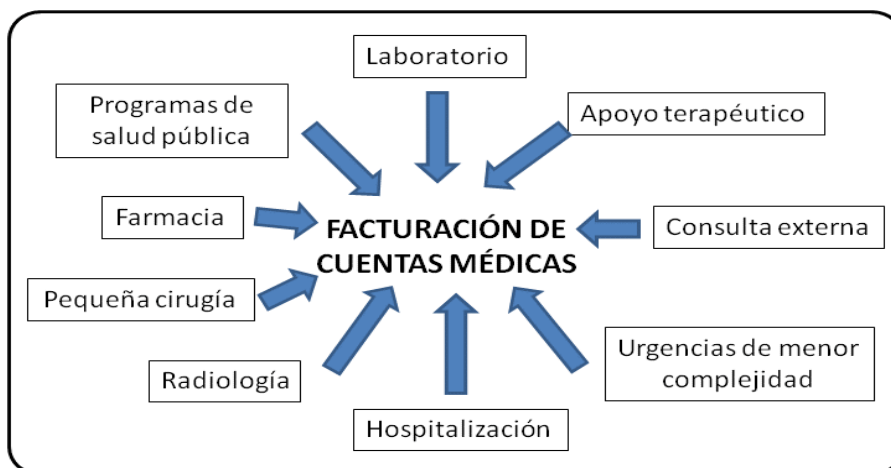 Laboratorio
Programas de
salud pública
Apoyo terapéutico
Farmacia
FACTURACIÓN DE
CUENTAS MÉDICAS
Consulta externa
Pequeña cirugía
Radiología
Urgencias de menor
complejidad
Hospitalización